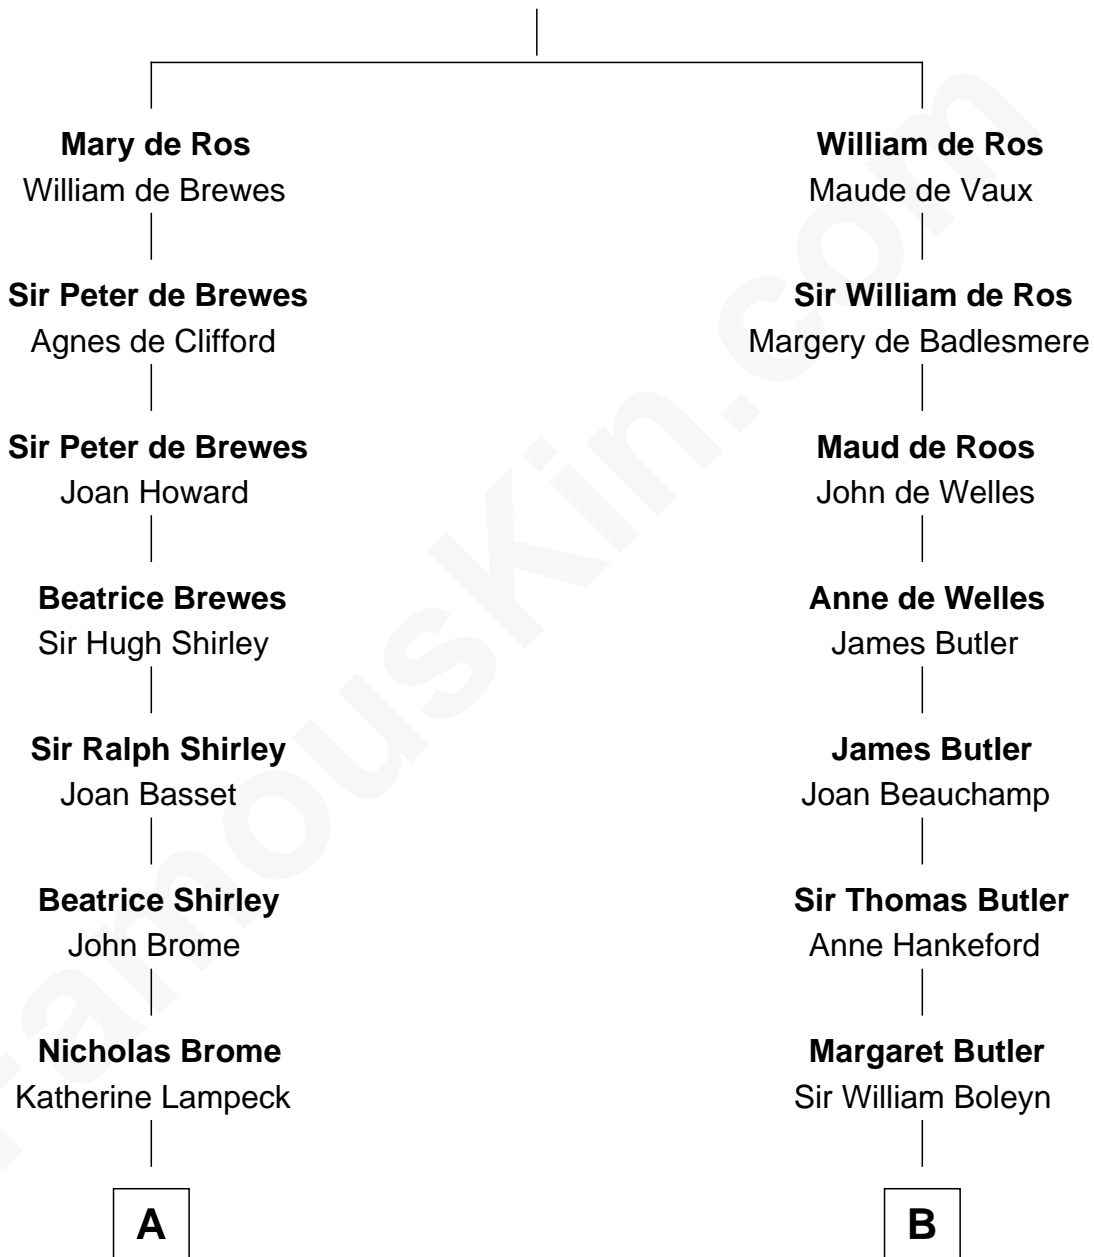 Mary de Ros
William de Brewes
Sir Peter de Brewes
Agnes de Clifford
Sir Peter de Brewes
Joan Howard
Beatrice Brewes
Sir Hugh Shirley
Sir Ralph Shirley
Joan Basset
Beatrice Shirley
John Brome
Nicholas Brome
Katherine Lampeck
A
William de Ros
Maude de Vaux
Sir William de Ros
Margery de Badlesmere
Maud de Roos
John de Welles
Anne de Welles
James Butler
James Butler
Joan Beauchamp
Sir Thomas Butler
Anne Hankeford
Margaret Butler
Sir William Boleyn
B
FamousKin.com